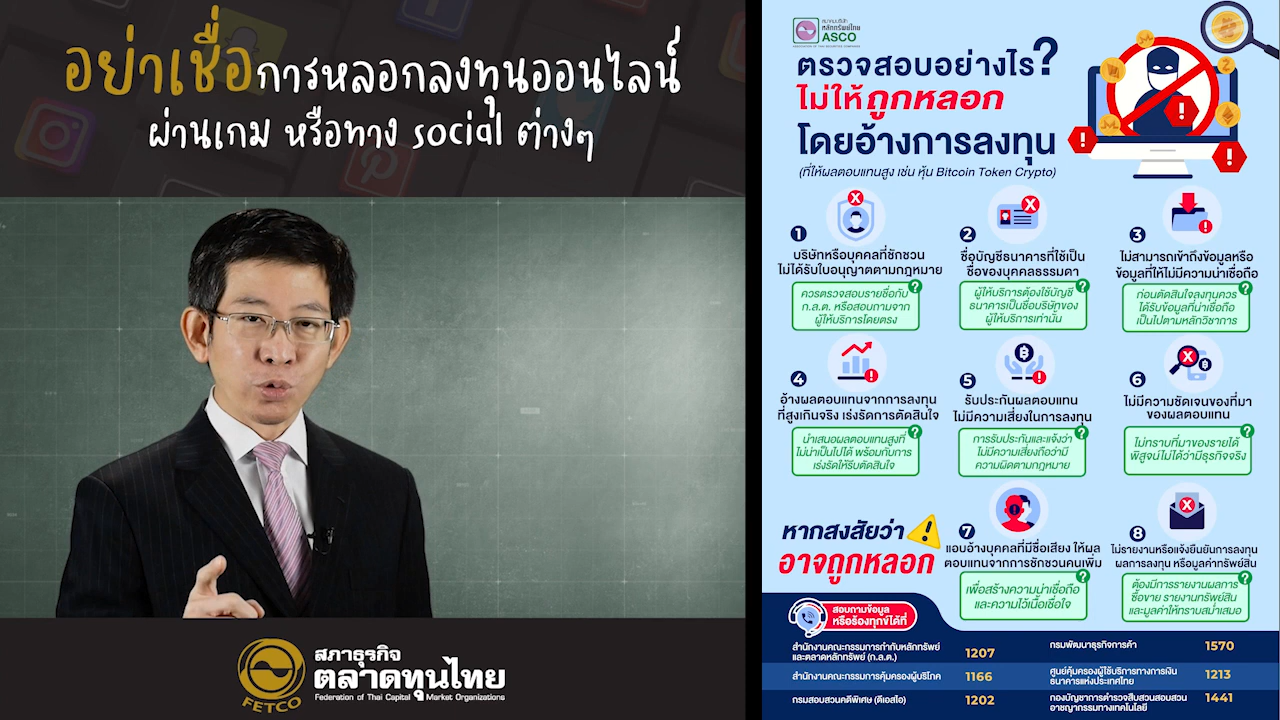 อย่าเชื่อการหลอกลงทุนออนไลน์
ผ่านเกม หรือทาง social ต่างๆ
สภาธุรกิจ
ตลาดทุนไทย
Federation of Thai Capital Market Organizations
FETCO
สมาคมบริษัท
หลักทรัพย์ไทย
ASCO
ASSOCIATION OF THAI SECURITIES COMPANIES
ตรวจสอบอย่างไร?
ไม่ให้ถูกหลอก
โดยอ้างการลงทุน
(ที่ให้ผลตอบแทนสูง เช่น หุ้น Bitcoin Token Crypto)
1
บริษัทหรือบุคคลที่ชักชวน
ไม่ได้รับใบอนุญาตตามกฎหมาย
ควรตรวจสอบรายชื่อกับ
ก.ล.ต. หรือสอบถามจาก
ผู้ให้บริการโดยตรง
2
ชื่อบัญชีธนาคารที่ใช้เป็น
ชื่อของบุคคลธรรมดา
ผู้ให้บริการต้องใช้บัญชี
ธนาคารเป็นชื่อบริษัทของ
ผู้ให้บริการเท่านั้น
3
ไม่สามารถเข้าถึงข้อมูลหรือ
ข้อมูลที่ให้ไม่มีความน่าเชื่อถือ
ก่อนตัดสินใจลงทุนควร
ได้รับข้อมูลที่น่าเชื่อถือ
เป็นไปตามหลักวิชาการ
4
อ้างผลตอบแทนจากการลงทุน
ที่สูงเกินจริง เร่งรัดการตัดสินใจ
นำเสนอผลตอบแทนสูงที่
ไม่น่าเป็นไปได้ พร้อมกับการ
เร่งรัดให้รีบตัดสินใจ
5
รับประกันผลตอบแทน
ไม่มีความเสี่ยงในการลงทุน
การรับประกันและแจ้งว่า
ไม่มีความเสี่ยงถือว่ามี
ความผิดตามกฎหมาย
6
ไม่มีความชัดเจนของที่มา
ของผลตอบแทน
ไม่ทราบที่มาของรายได้
พิสูจน์ไม่ได้ว่ามีธุรกิจจริง
หากสงสัยว่า
อาจถูกหลอก
7
แอบอ้างบุคคลที่มีชื่อเสียง ให้ผล
ตอบแทนจากการชักชวนคนเพิ่ม
เพื่อสร้างความน่าเชื่อถือ
และความไว้เนื้อเชื่อใจ
8
ไม่รายงานหรือแจ้งยืนยันการลงทุน
ผลการลงทุน หรือมูลค่าทรัพย์สิน
ต้องมีการรายงานผลการ
ซื้อขาย รายงานทรัพย์สิน
และมูลค่าให้ทราบสม่ำเสมอ
สอบถามข้อมูล
หรือร้องทุกข์ได้ที่
สำนักงานคณะกรรมการกำกับหลักทรัพย์
และตลาดหลักทรัพย์ (ก.ล.ต.) 1207
สำนักงานคณะกรรมการคุ้มครองผู้บริโภค 1166
กรมสอบสวนคดีพิเศษ (ดีเอสไอ) 1202
กรมพัฒนาธุรกิจการค้า 1570
ศูนย์คุ้มครองผู้ใช้บริการทางการเงิน
ธนาคารแห่งประเทศไทย 1213
กองบัญชาการตำรวจสืบสวนสอบสวน
อาชญากรรมทางเทคโนโลยี 1441